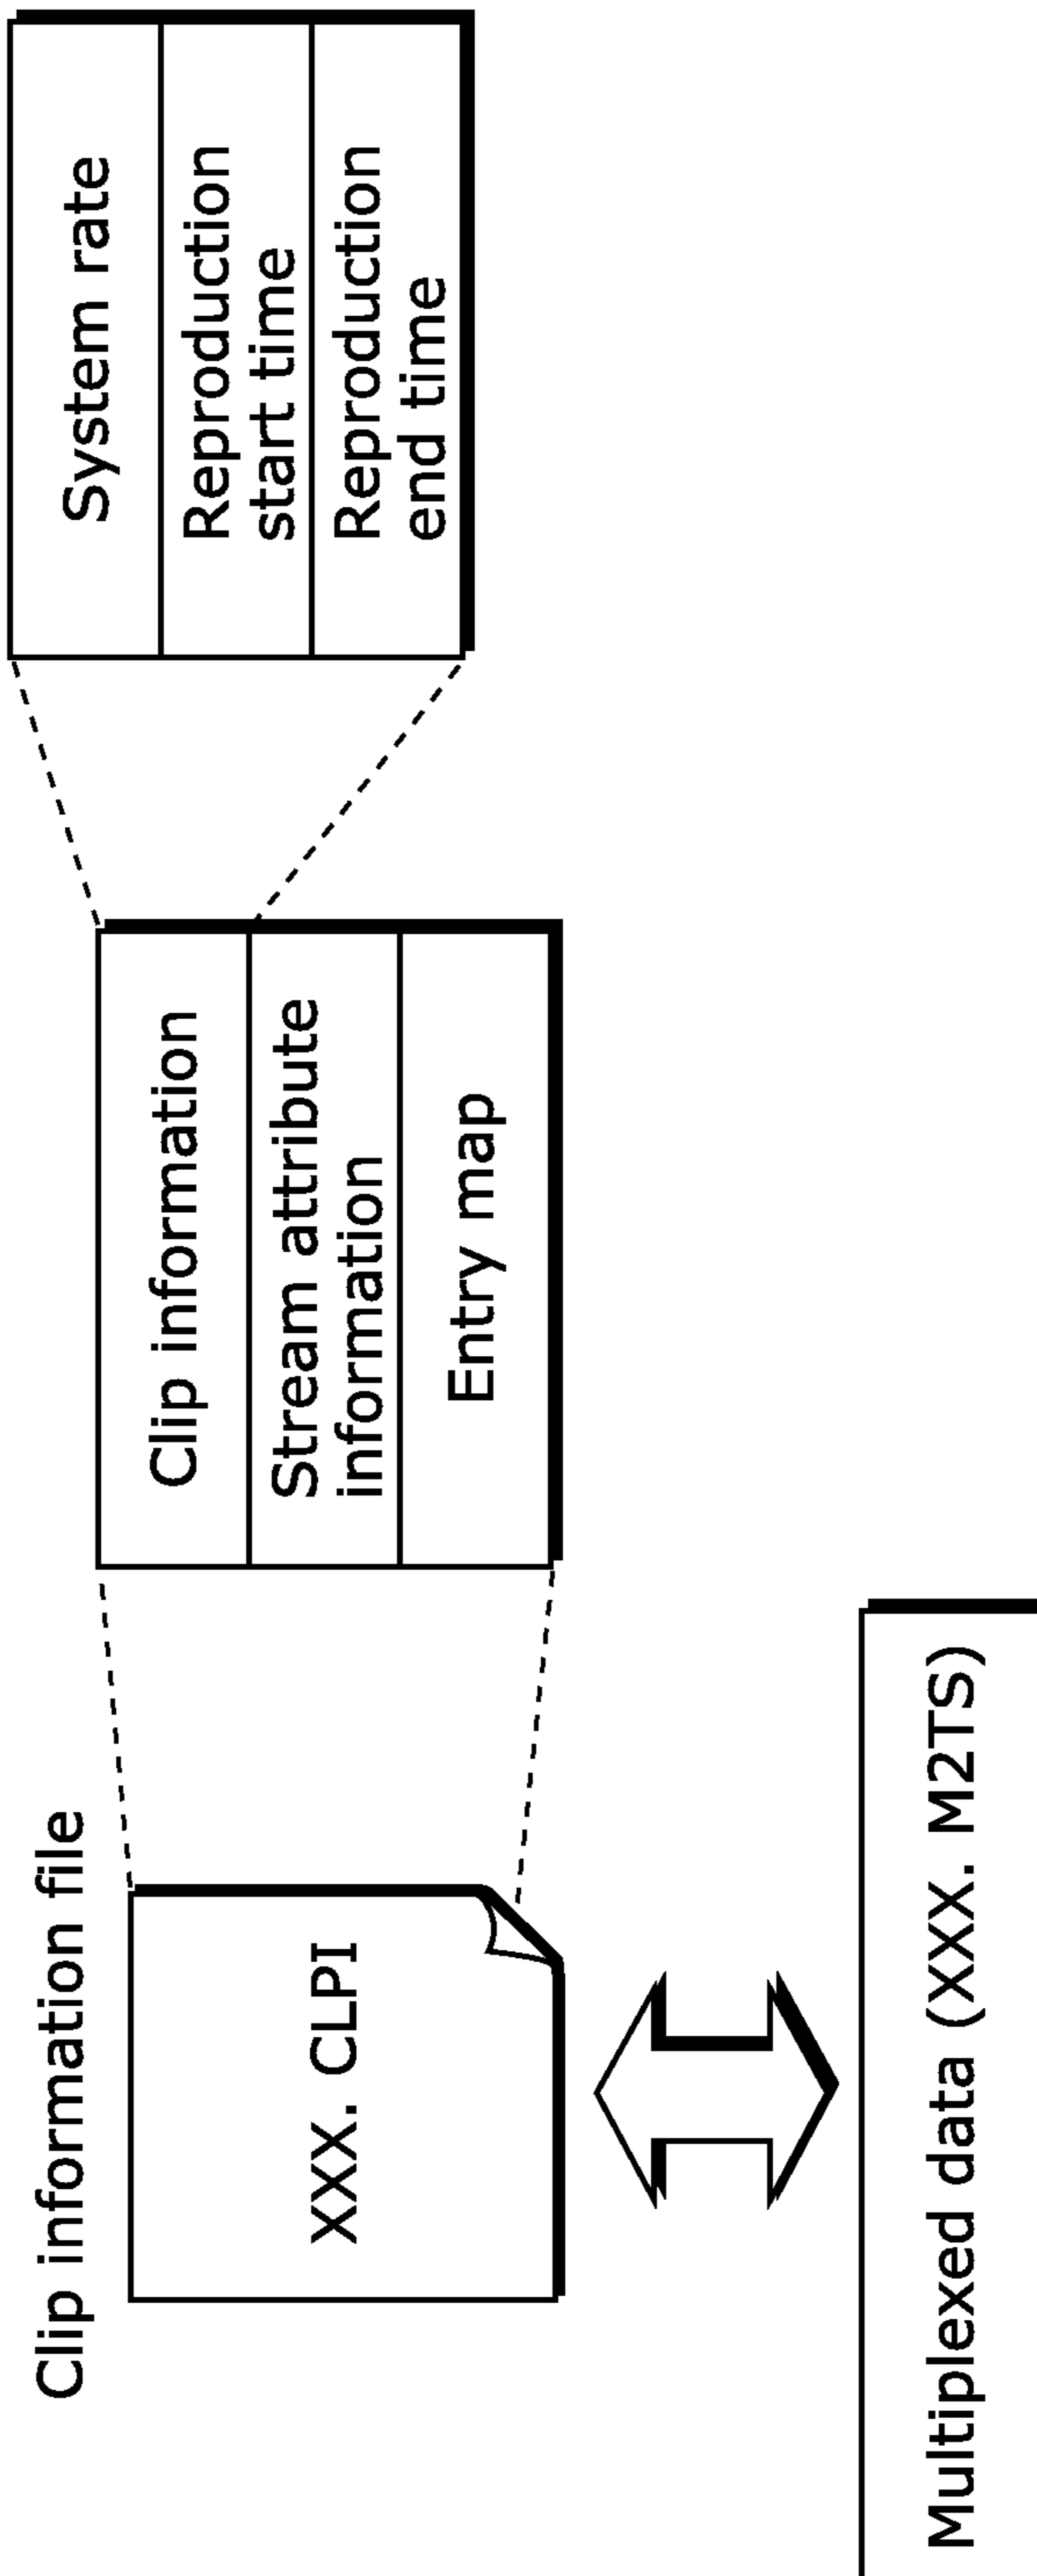 Clip information file
XXX. CLPI
Clip information
Stream attribute
information
Entry map
System rate
Reproduction
start time
Reproduction
end time
Multiplexed data (XXX. M2TS)